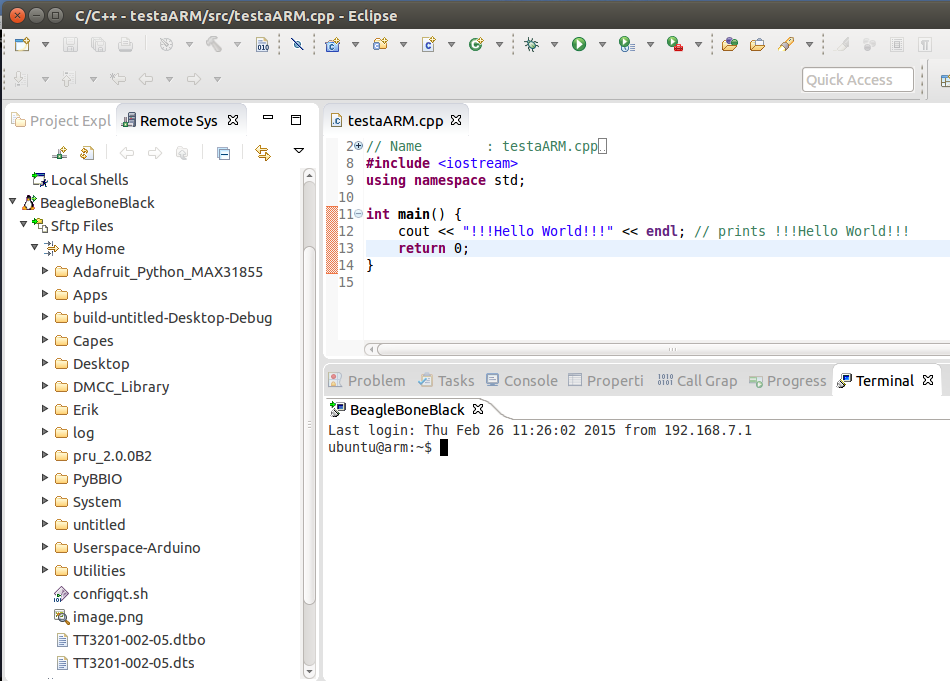 C/C++ - testaARM/src/testaARM.cpp - Eclipse
010
Quick Access
Project Expl
Remote Sys
Local Shells
BeagleBoneBlack
Sftp Files
My Home
Adafruit_Python_MAX31855
Apps
build-untitled-Desktop-Debug
Capes
Desktop
DMCC_Library
Erik
log
pru_2.0.0B2
PyBBIO
System
untitled
Userspace-Arduino
Utilities
configqt.sh
image.png
TT3201-002-05.dtbo
TT3201-002-05.dts
testaARM.cpp
2 // Name        : testaARM.cpp
8 #include <iostream>
9 using namespace std;
10
11 int main() {
12     cout << "!!!Hello World!!!" << endl; // prints !!!Hello World!!!
13     return 0;
14 }
15
Problem Tasks Console Properti Call Grap Progress Terminal
BeagleBoneBlack
Last login: Thu Feb 26 11:26:02 2015 from 192.168.7.1
ubuntu@arm:~$